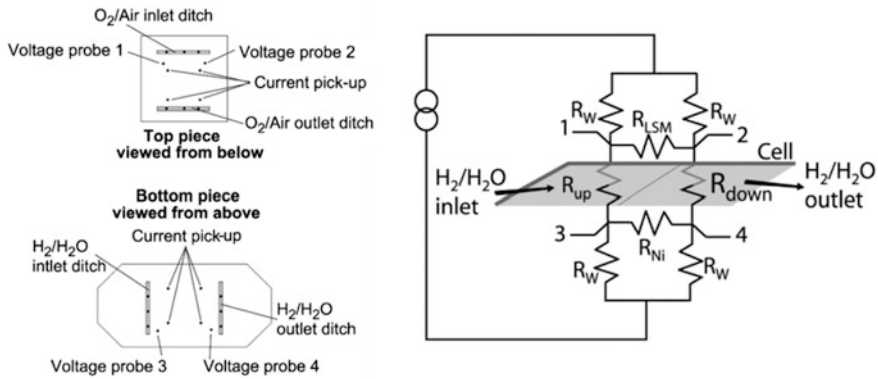 O2/Air inlet ditch
Voltage probe 1
Voltage probe 2
Current pick-up
O2/Air outlet ditch
Top piece
viewed from below
Bottom piece
viewed from above
Current pick-up
H2/H2O
intlet ditch
H2/H2O
outlet ditch
Voltage probe 3
Voltage probe 4
RW
RW
1
RLSM
2
Cell
H2/H2O
inlet
Rup
Rdown
H2/H2O
outlet
3
RNi
4
RW
RW